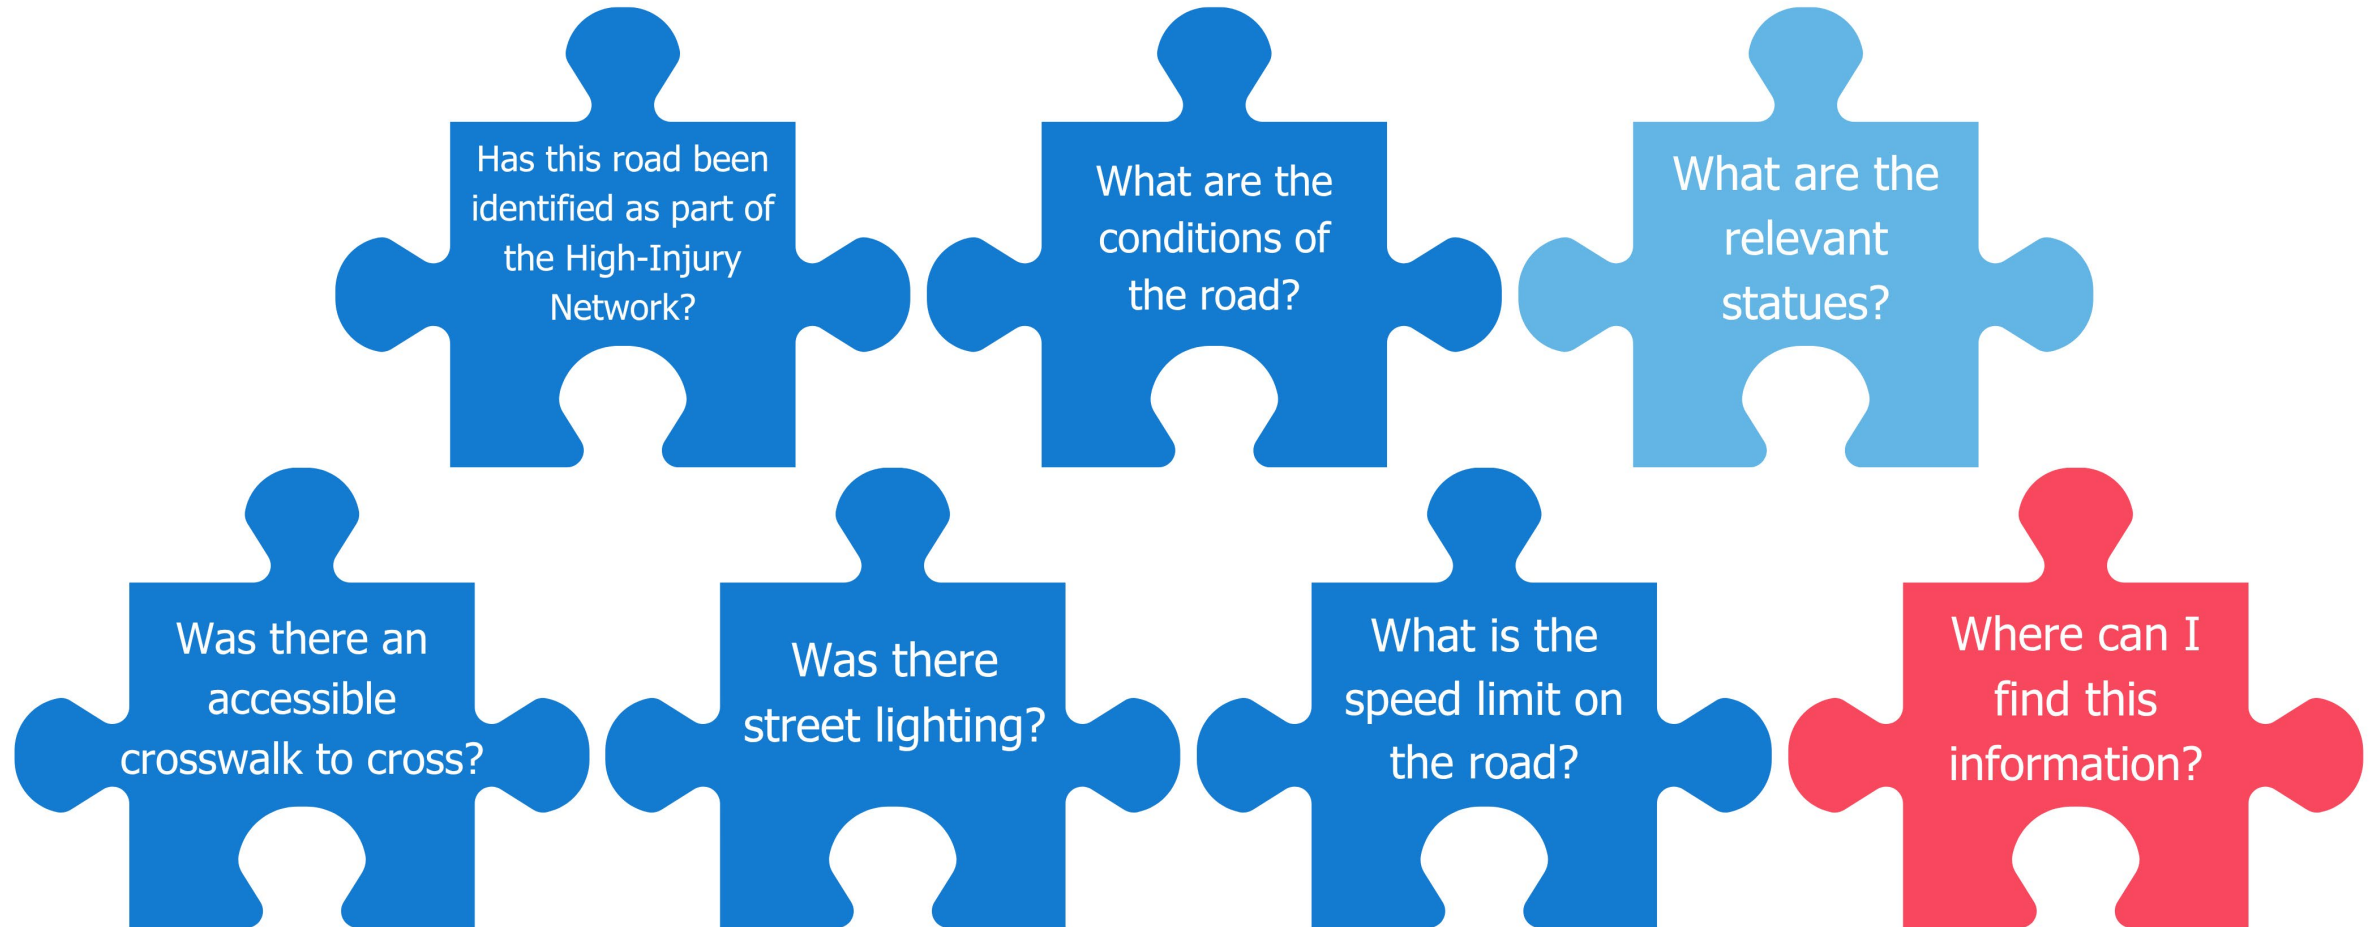 Has this road been
identified as part of
the High-Injury
Network?
What are the
conditions of
the road?
What are the
relevant
statues?
Was there an
accessible
crosswalk to cross?
Was there
street lighting?
What is the
speed limit on
the road?
Where can I
find this
information?